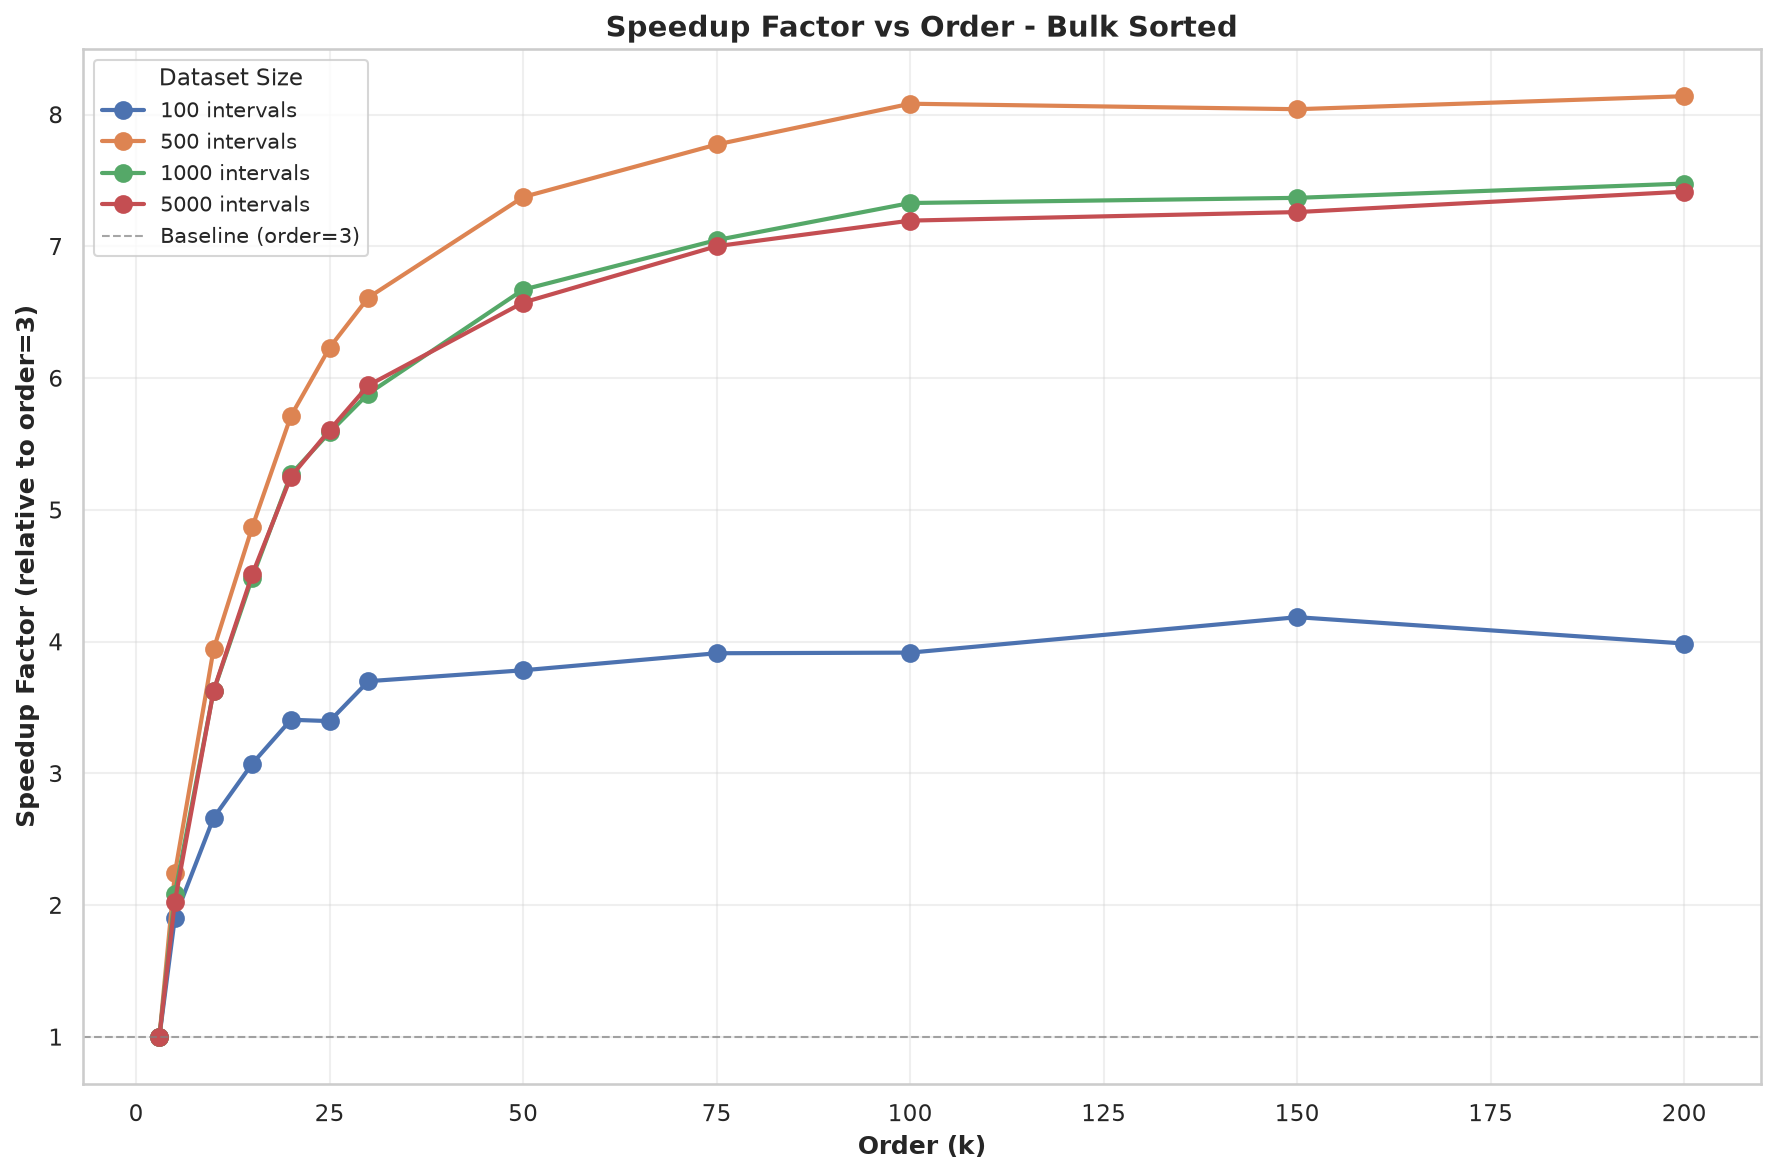 Speedup Factor vs Order - Bulk Sorted
Dataset Size
100 intervals
500 intervals
1000 intervals
5000 intervals
Baseline (order=3)
Speedup Factor (relative to order=3)
8
7
6
5
4
3
2
1
0 25 50 75 100 125 150 175 200
Order (k)